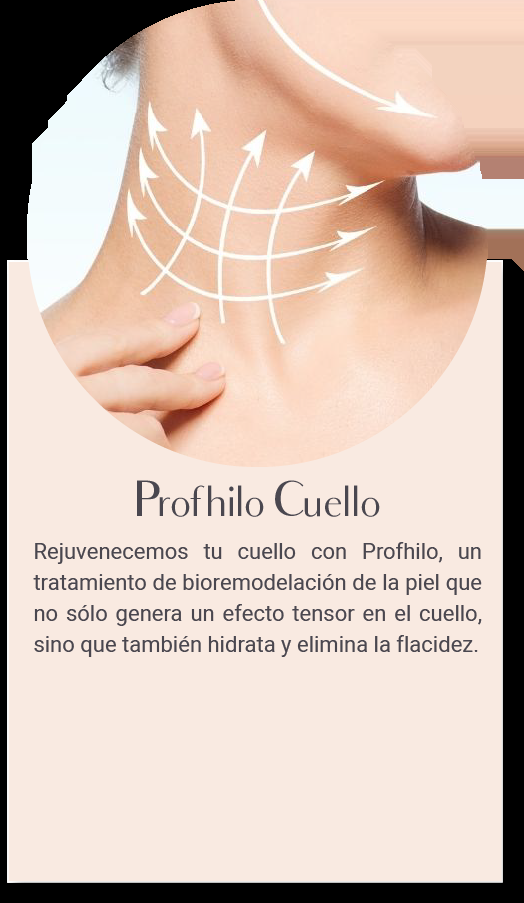 Profhilo Cuello
Rejuvenecemos tu cuello con Profhilo, un
tratamiento de bioremodelación de la piel que
no sólo genera un efecto tensor en el cuello,
sino que también hidrata y elimina la flacidez.